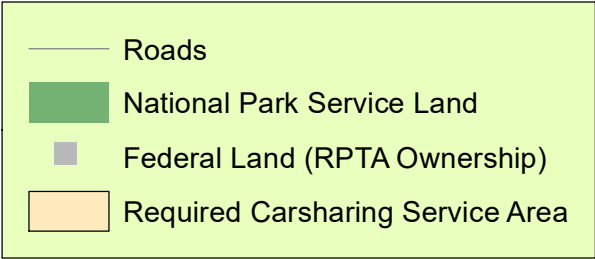 Roads
National Park Service Land
Federal Land (RPTA Ownership)
Required Carsharing Service Area